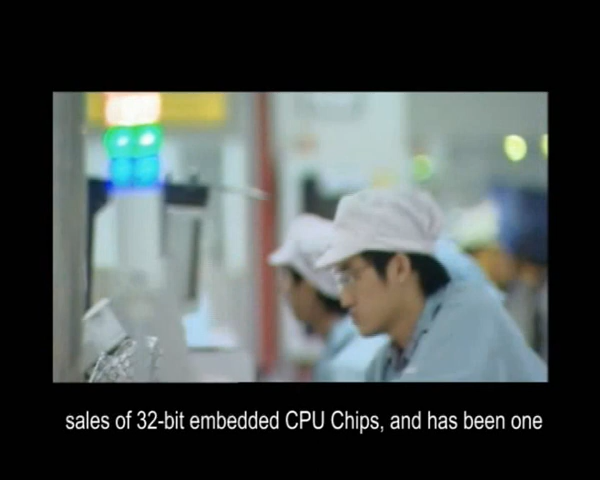 sales of 32-bit embedded CPU Chips, and has been one